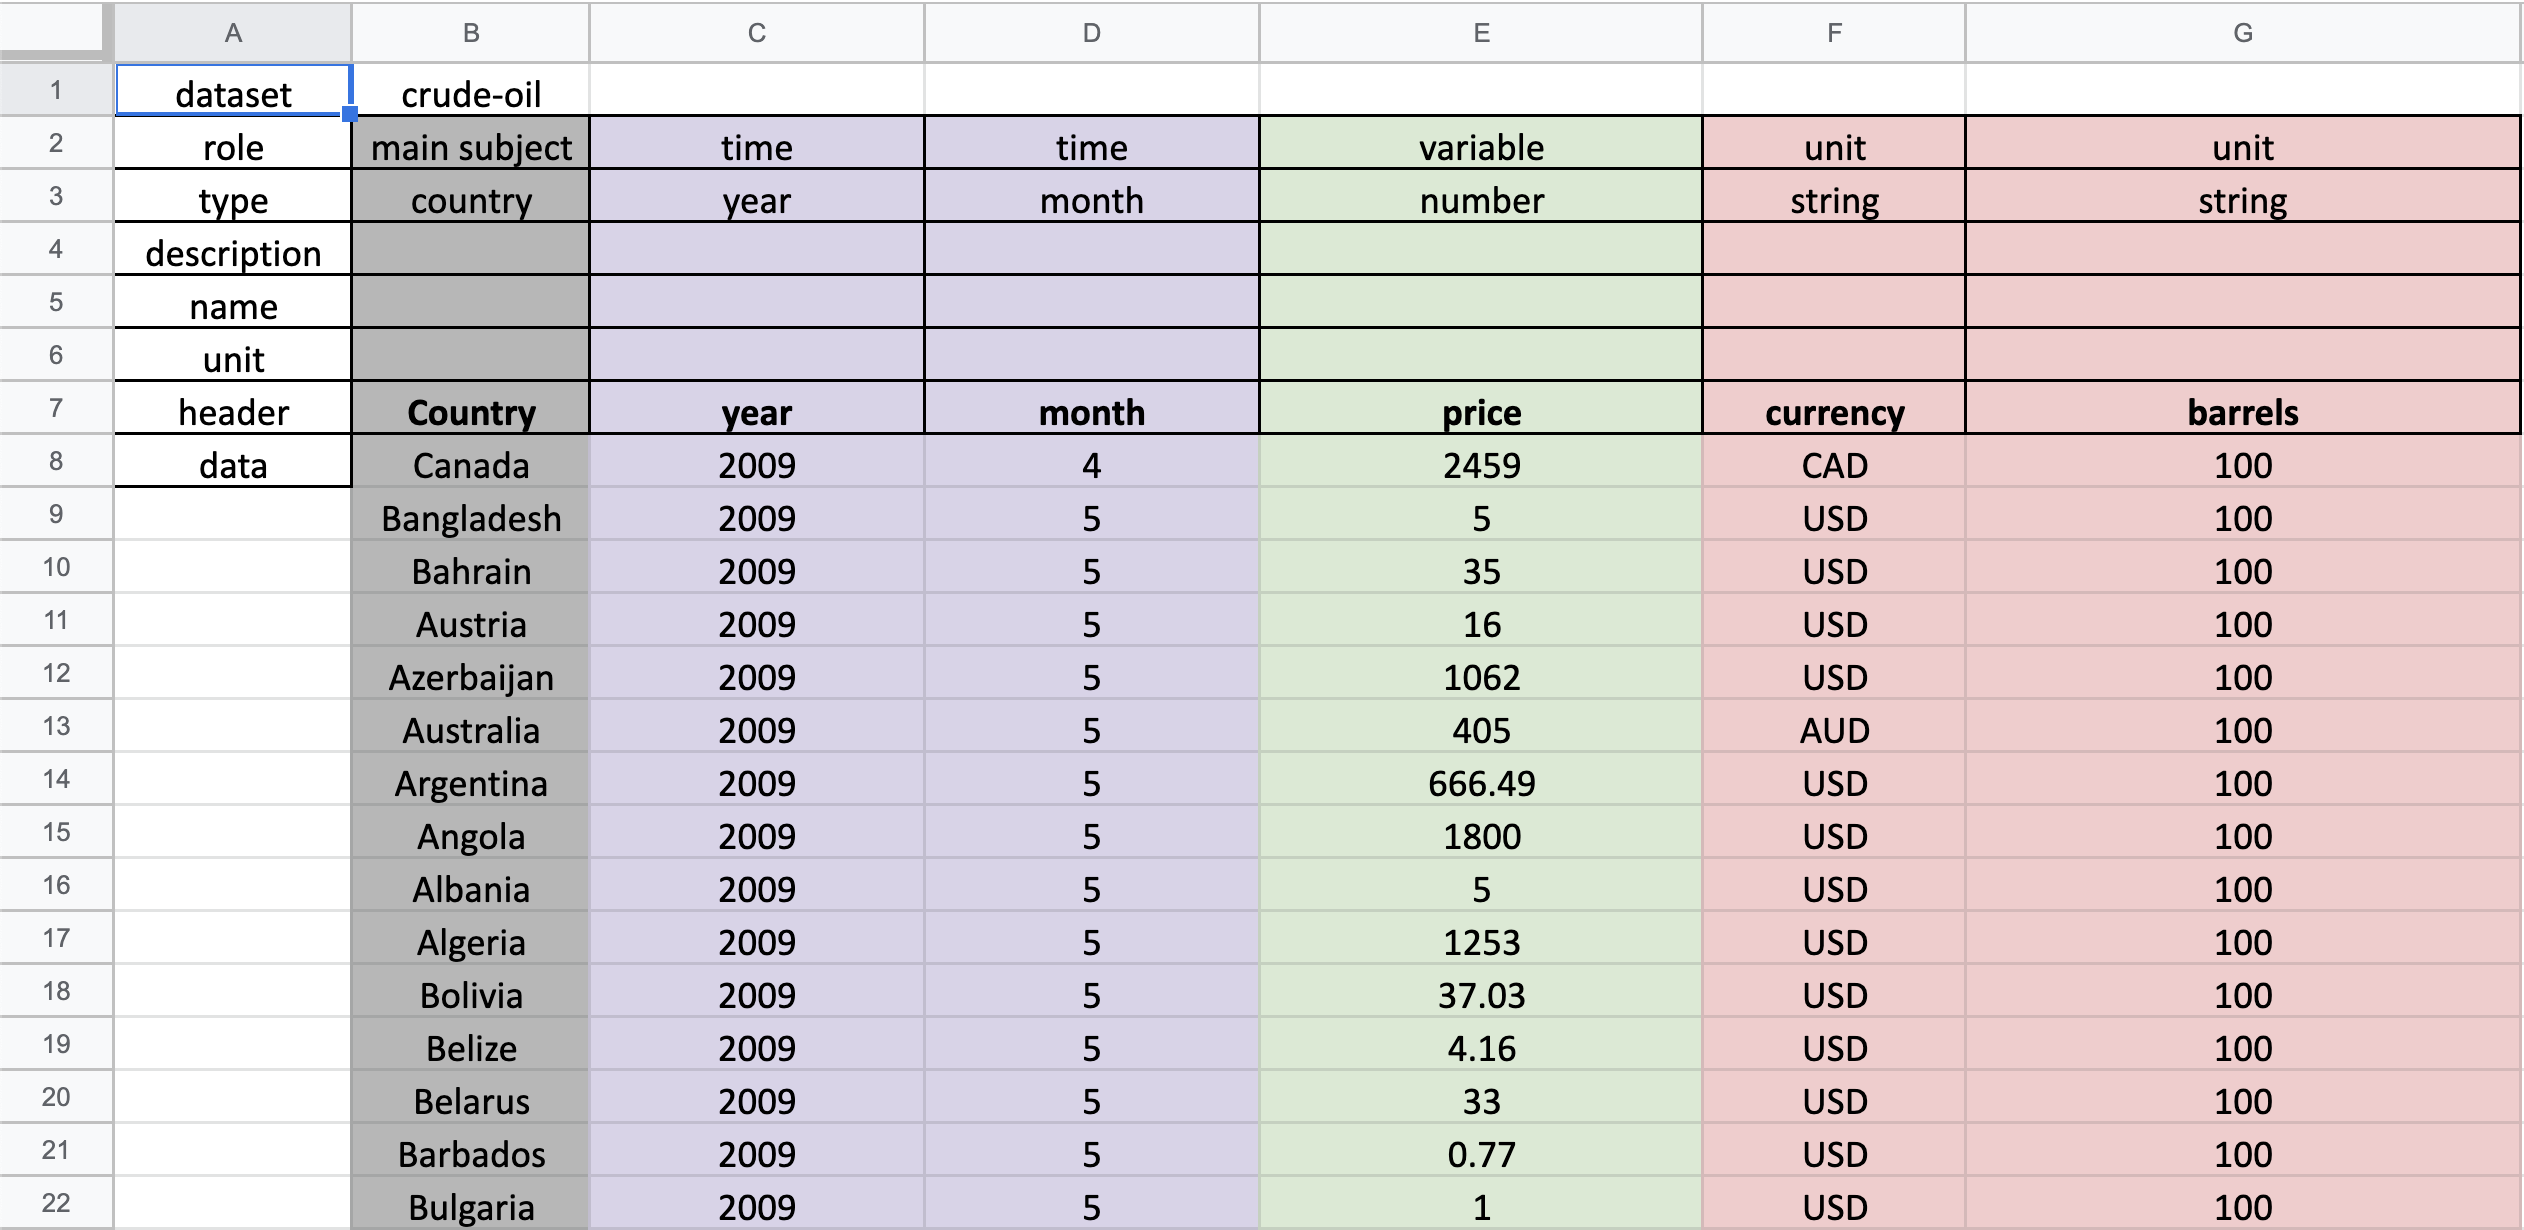 A B C D E F G
1 dataset crude-oil
2 role main subject time time variable unit unit
3 type country year month number string string
4 description
5 name
6 unit
7 header Country year month price currency barrels
8 data Canada 2009 4 2459 CAD 100
9 Bangladesh 2009 5 5 USD 100
10 Bahrain 2009 5 35 USD 100
11 Austria 2009 5 16 USD 100
12 Azerbaijan 2009 5 1062 USD 100
13 Australia 2009 5 405 AUD 100
14 Argentina 2009 5 666.49 USD 100
15 Angola 2009 5 1800 USD 100
16 Albania 2009 5 5 USD 100
17 Algeria 2009 5 1253 USD 100
18 Bolivia 2009 5 37.03 USD 100
19 Belize 2009 5 4.16 USD 100
20 Belarus 2009 5 33 USD 100
21 Barbados 2009 5 0.77 USD 100
22 Bulgaria 2009 5 1 USD 100